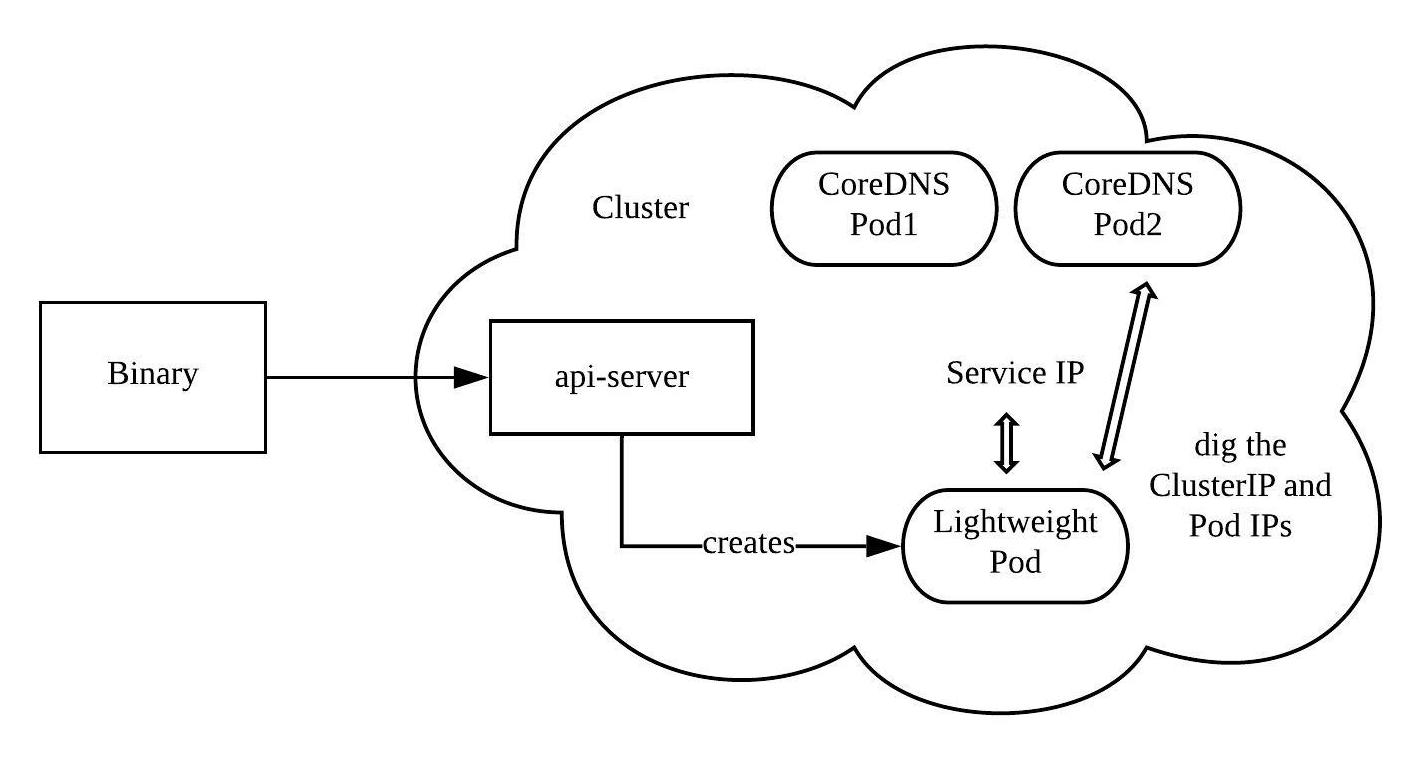 Cluster
CoreDNS
Pod1
CoreDNS
Pod2
Binary
api-server
Service IP
dig the
ClusterIP and
Pod IPs
creates
Lightweight
Pod